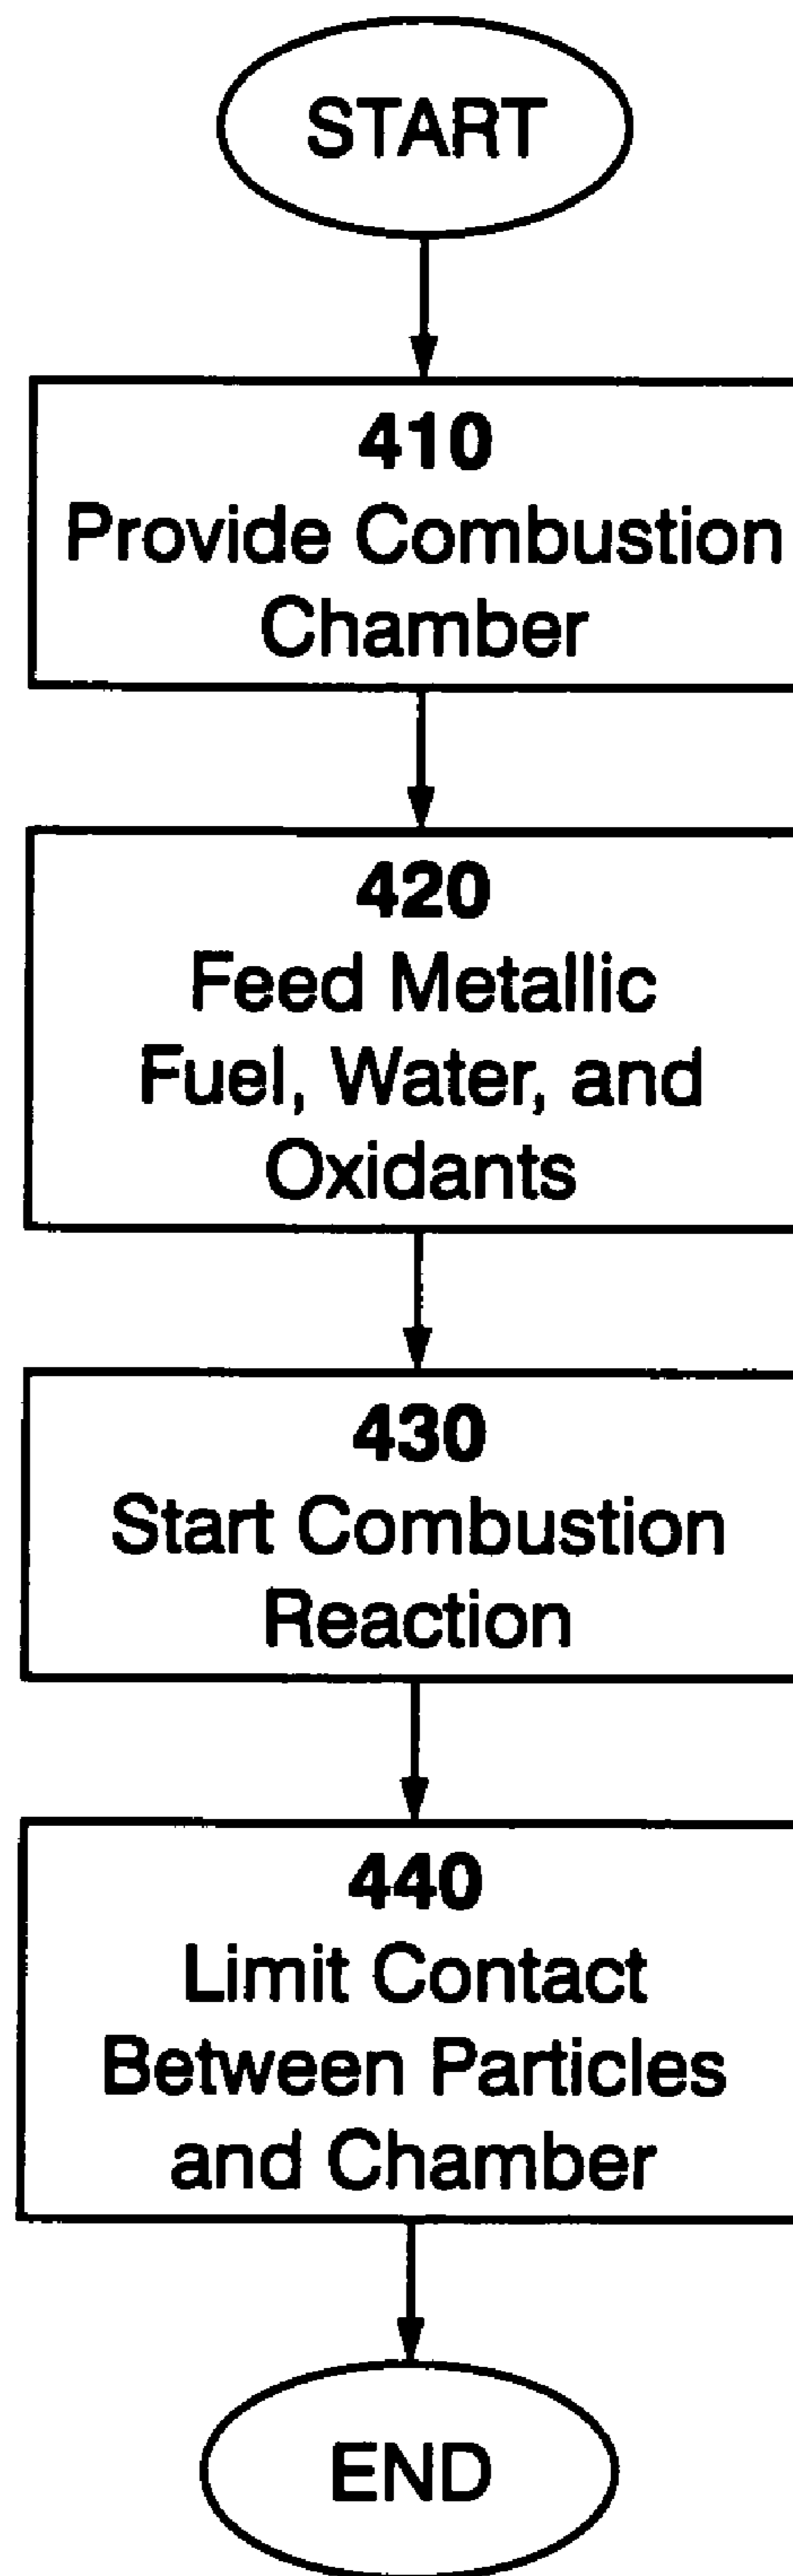 START
410
Provide Combustion
Chamber
420
Feed Metallic
Fuel, Water, and
Oxidants
430
Start Combustion
Reaction
440
Limit Contact
Between Particles
and Chamber
END